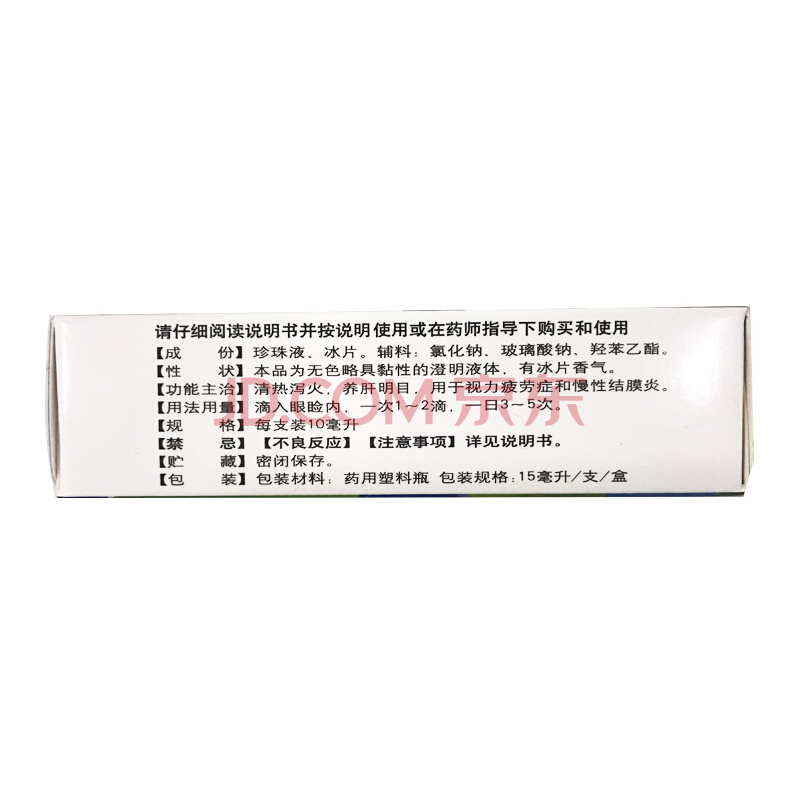 请仔细阅读说明书并按说明使用或在药师指导下购买和使用
【成 份】珍珠液、冰片。辅料：氯化钠、玻璃酸钠、羟苯乙酯。
【性 状】本品为无色略具黏性的澄明液体，有冰片香气。
【功能主治】清热泻火，养肝明目，用于视力疲劳症和慢性结膜炎。
【用法用量】滴入眼睑内，一次1～2滴，一日3～5次。
【规 格】每支装10毫升
【禁 忌】【不良反应】【注意事项】详见说明书。
【贮 藏】密闭保存。
【包 装】包装材料：药用塑料瓶 包装规格：15毫升/支/盒
JD.COM 京东